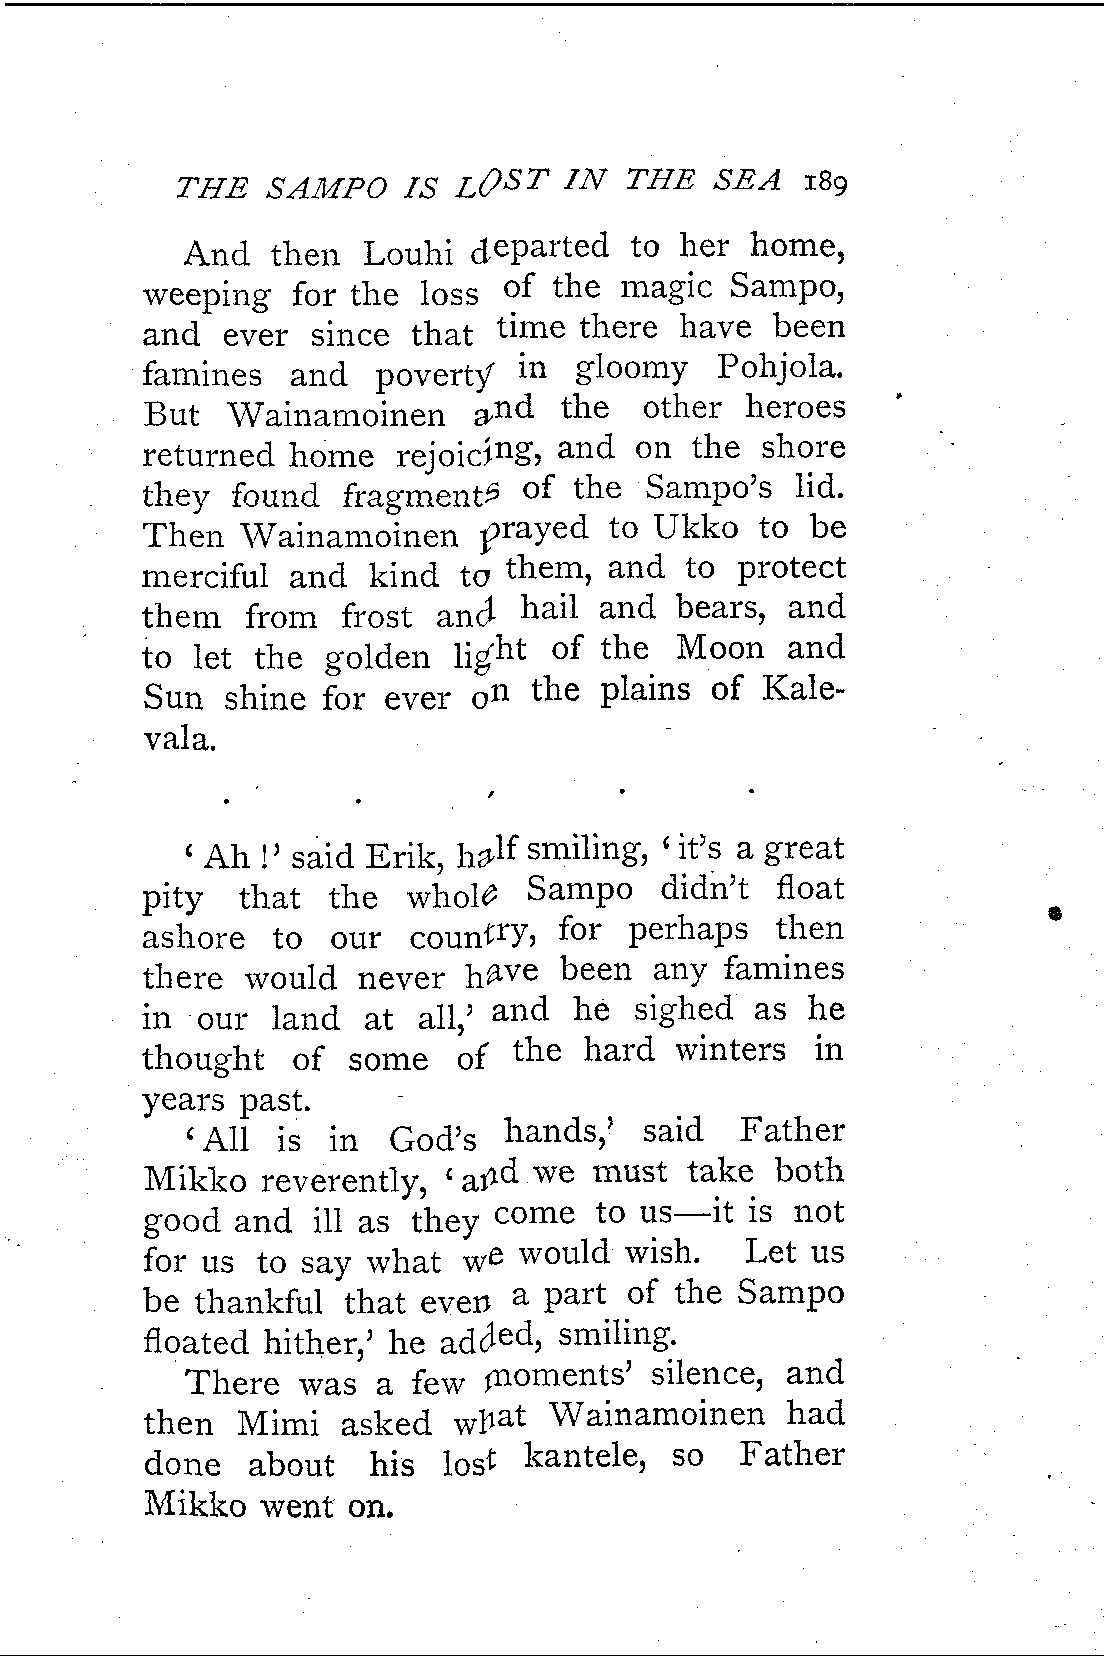 THE SAMPO IS LOST IN THE SEA 189
And then Louhi departed to her home,
weeping for the loss of the magic Sampo,
and ever since that time there have been
famines and poverty in gloomy Pohjola.
But Wainamoinen and the other heroes
returned home rejoicing, and on the shore
they found fragments of the Sampo's lid.
Then Wainamoinen prayed to Ukko to be
merciful and kind to them, and to protect
them from frost and hail and bears, and
to let the golden light of the Moon and
Sun shine for ever on the plains of Kale-
vala.
. . . . .
‘ Ah !’ said Erik, half smiling, ‘ it’s a great
pity that the whole Sampo didn’t float
ashore to our country, for perhaps then
there would never have been any famines
in our land at all,’ and he sighed as he
thought of some of the hard winters in
years past.
‘ All is in God’s hands,’ said Father
Mikko reverently, ‘ and we must take both
good and ill as they come to us—it is not
for us to say what we would wish. Let us
be thankful that even a part of the Sampo
floated hither,’ he added, smiling.
There was a few moments’ silence, and
then Mimi asked what Wainamoinen had
done about his lost kantele, so Father
Mikko went on.